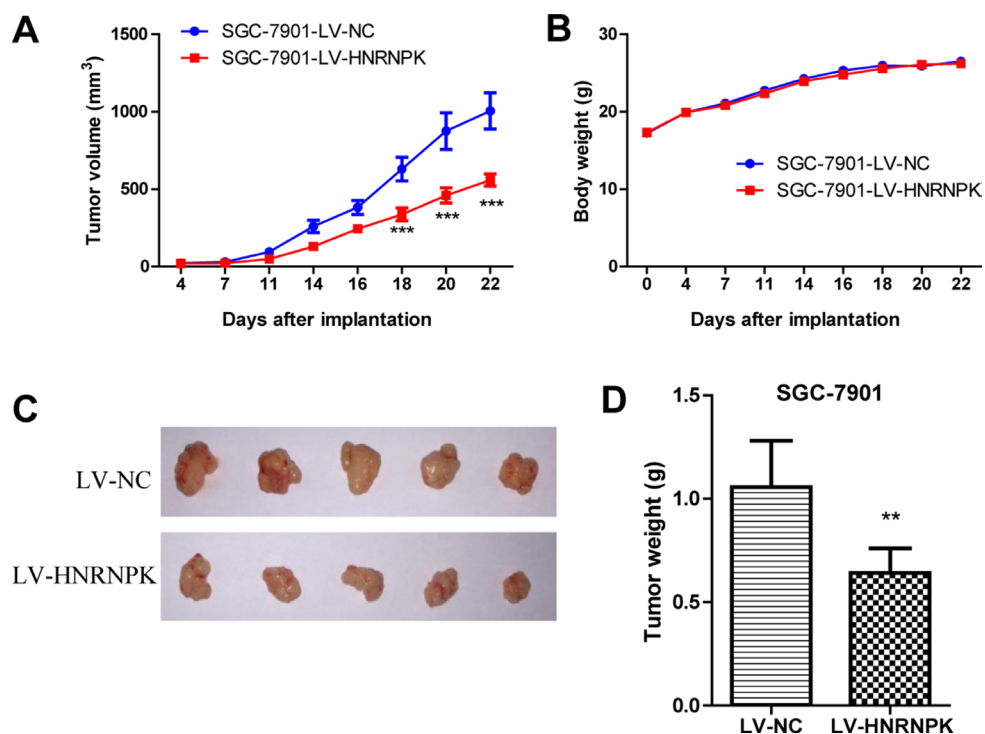 A
SGC-7901-LV-NC
SGC-7901-LV-HNRNPK
Tumor volume (mm3)
1500
1000
500
0
***
***
***
4 7 11 14 16 18 20 22
Days after implantation
B
Body weight (g)
30
20
10
0
SGC-7901-LV-NC
SGC-7901-LV-HNRNPK
0 4 7 11 14 16 18 20 22
Days after implantation
C
LV-NC
LV-HNRNPK
D
SGC-7901
Tumor weight (g)
1.5
1.0
0.5
0.0
**
LV-NC LV-HNRNPK